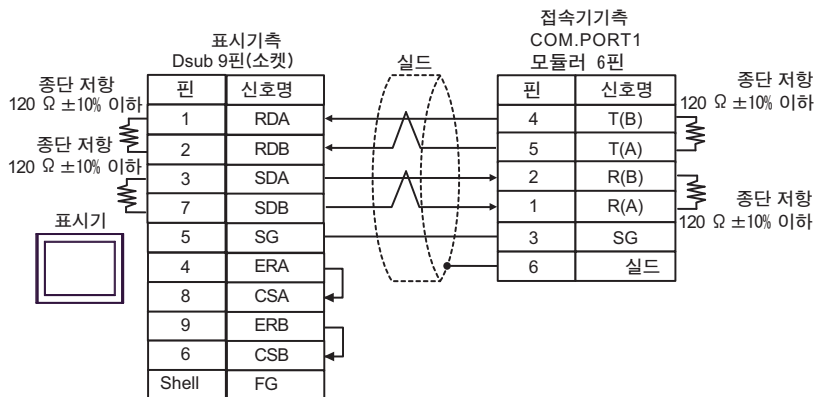 표시기측
Dsub 9핀(소켓)
실드
접속기기측
COM.PORT1
모듈러 6핀
종단 저항
120 Ω ±10% 이하
종단 저항
120 Ω ±10% 이하
표시기
핀 신호명
1 RDA
2 RDB
3 SDA
7 SDB
5 SG
4 ERA
8 CSA
9 ERB
6 CSB
Shell FG
핀 신호명
4 T(B)
5 T(A)
2 R(B)
1 R(A)
3 SG
6 실드
종단 저항
120 Ω ±10% 이하
종단 저항
120 Ω ±10% 이하